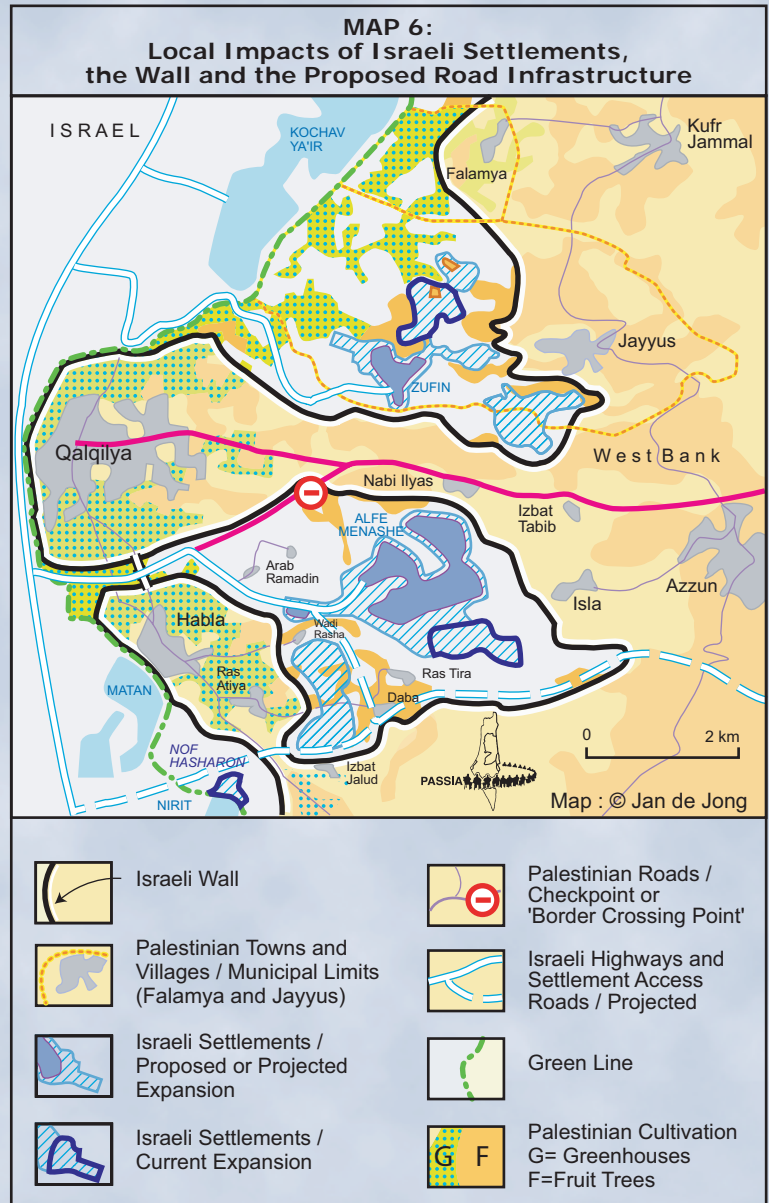 MAP 6:
Local Impacts of Israeli Settlements,
the Wall and the Proposed Road Infrastructure
ISRAEL
KOCHAV
YA'IR
Kufr
Jammal
Falamya
Jayyus
ZUFIN
West Bank
Qalqilya
Nabi Ilyas
Izbat
Tabib
ALFE
MENASHE
Arab
Ramadin
Azzun
Isla
Habla
Wadi
Rasha
Ras
Atiya
Ras Tira
Daba
MATAN
NOF
HASHARON
NIRIT
Izbat
Jalud
PASSIA
0 2 km
Map : © Jan de Jong
Israeli Wall
Palestinian Towns and
Villages / Municipal Limits
(Falamya and Jayyus)
Israeli Settlements /
Proposed or Projected
Expansion
Israeli Settlements /
Current Expansion
Palestinian Roads /
Checkpoint or
'Border Crossing Point'
Israeli Highways and
Settlement Access
Roads / Projected
Green Line
G F
Palestinian Cultivation
G= Greenhouses
F=Fruit Trees